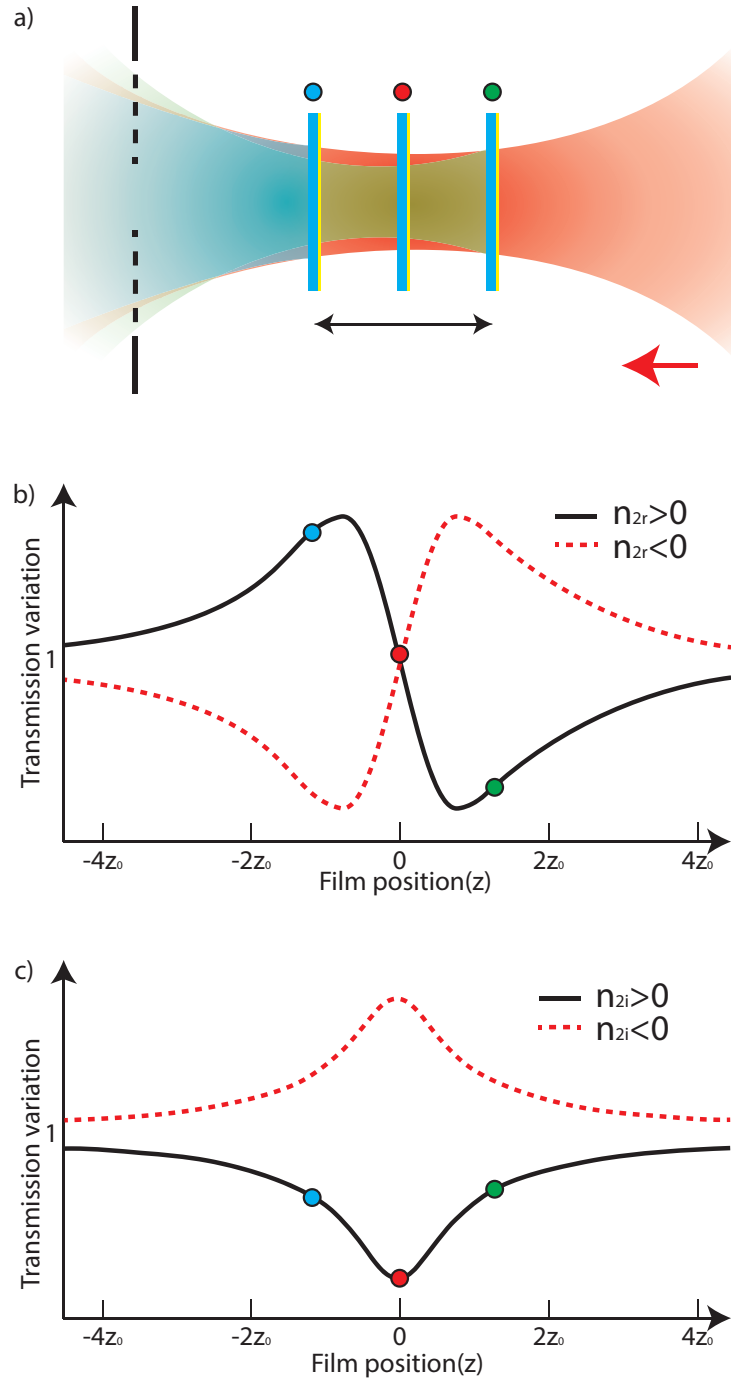 a)
b)
n₂ᵣ>0
n₂ᵣ<0
Transmission variation
1
-4z₀
-2z₀
0
2z₀
4z₀
Film position(z)
c)
n₂ᵢ>0
n₂ᵢ<0
Transmission variation
1
-4z₀
-2z₀
0
2z₀
4z₀
Film position(z)